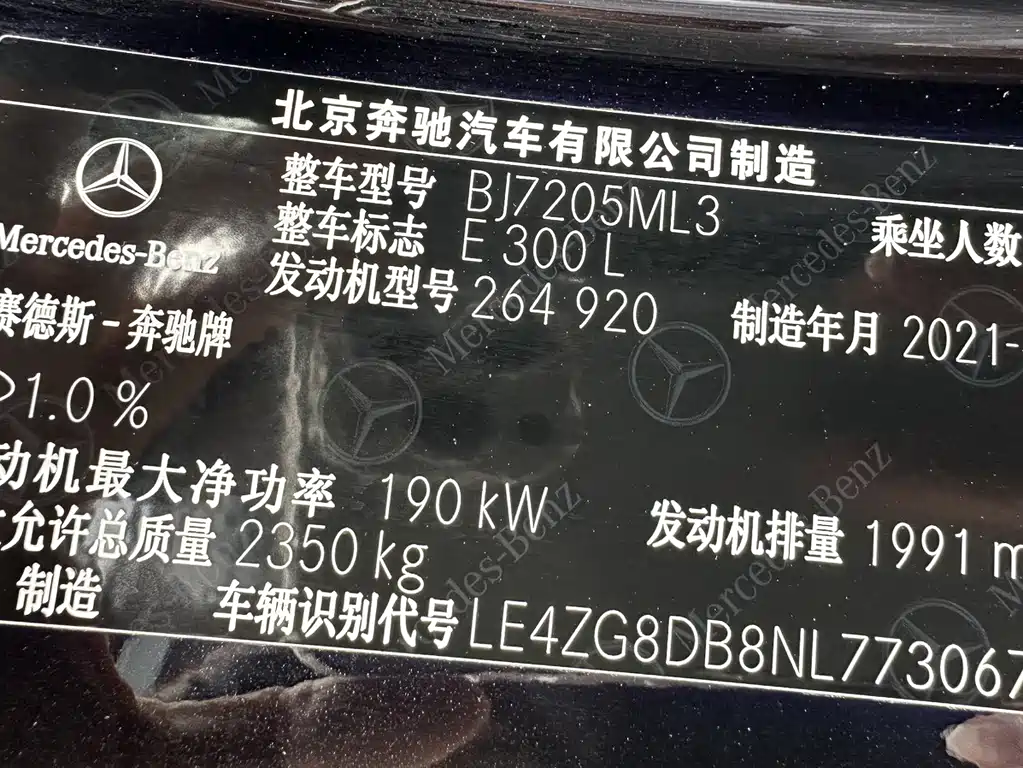 北京奔驰汽车有限公司制造
整车型号 BJ7205ML3
整车标志 E 300 L
乘坐人数
Mercedes-Benz
发动机型号 264 920
制造年月 2021-
赛德斯 - 奔驰牌
>1.0 %
动机最大净功率 190 kW
允许总质量 2350 kg
发动机排量 1991 m
制造
车辆识别代号 LE4ZG8DB8NL773067